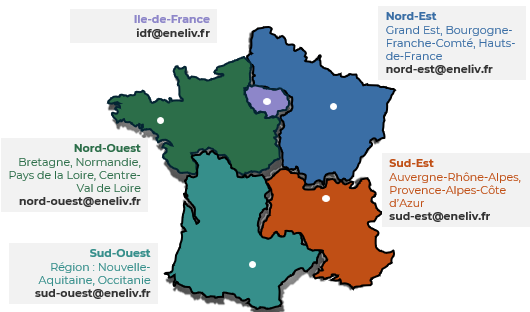 Ile-de-France
idf@eneliv.fr
Nord-Est
Grand Est, Bourgogne-
Franche-Comté, Hauts-
de-France
nord-est@eneliv.fr
Nord-Ouest
Bretagne, Normandie,
Pays de la Loire, Centre-
Val de Loire
nord-ouest@eneliv.fr
Sud-Est
Auvergne-Rhône-Alpes,
Provence-Alpes-Côte
d'Azur
sud-est@eneliv.fr
Sud-Ouest
Région : Nouvelle-
Aquitaine, Occitanie
sud-ouest@eneliv.fr